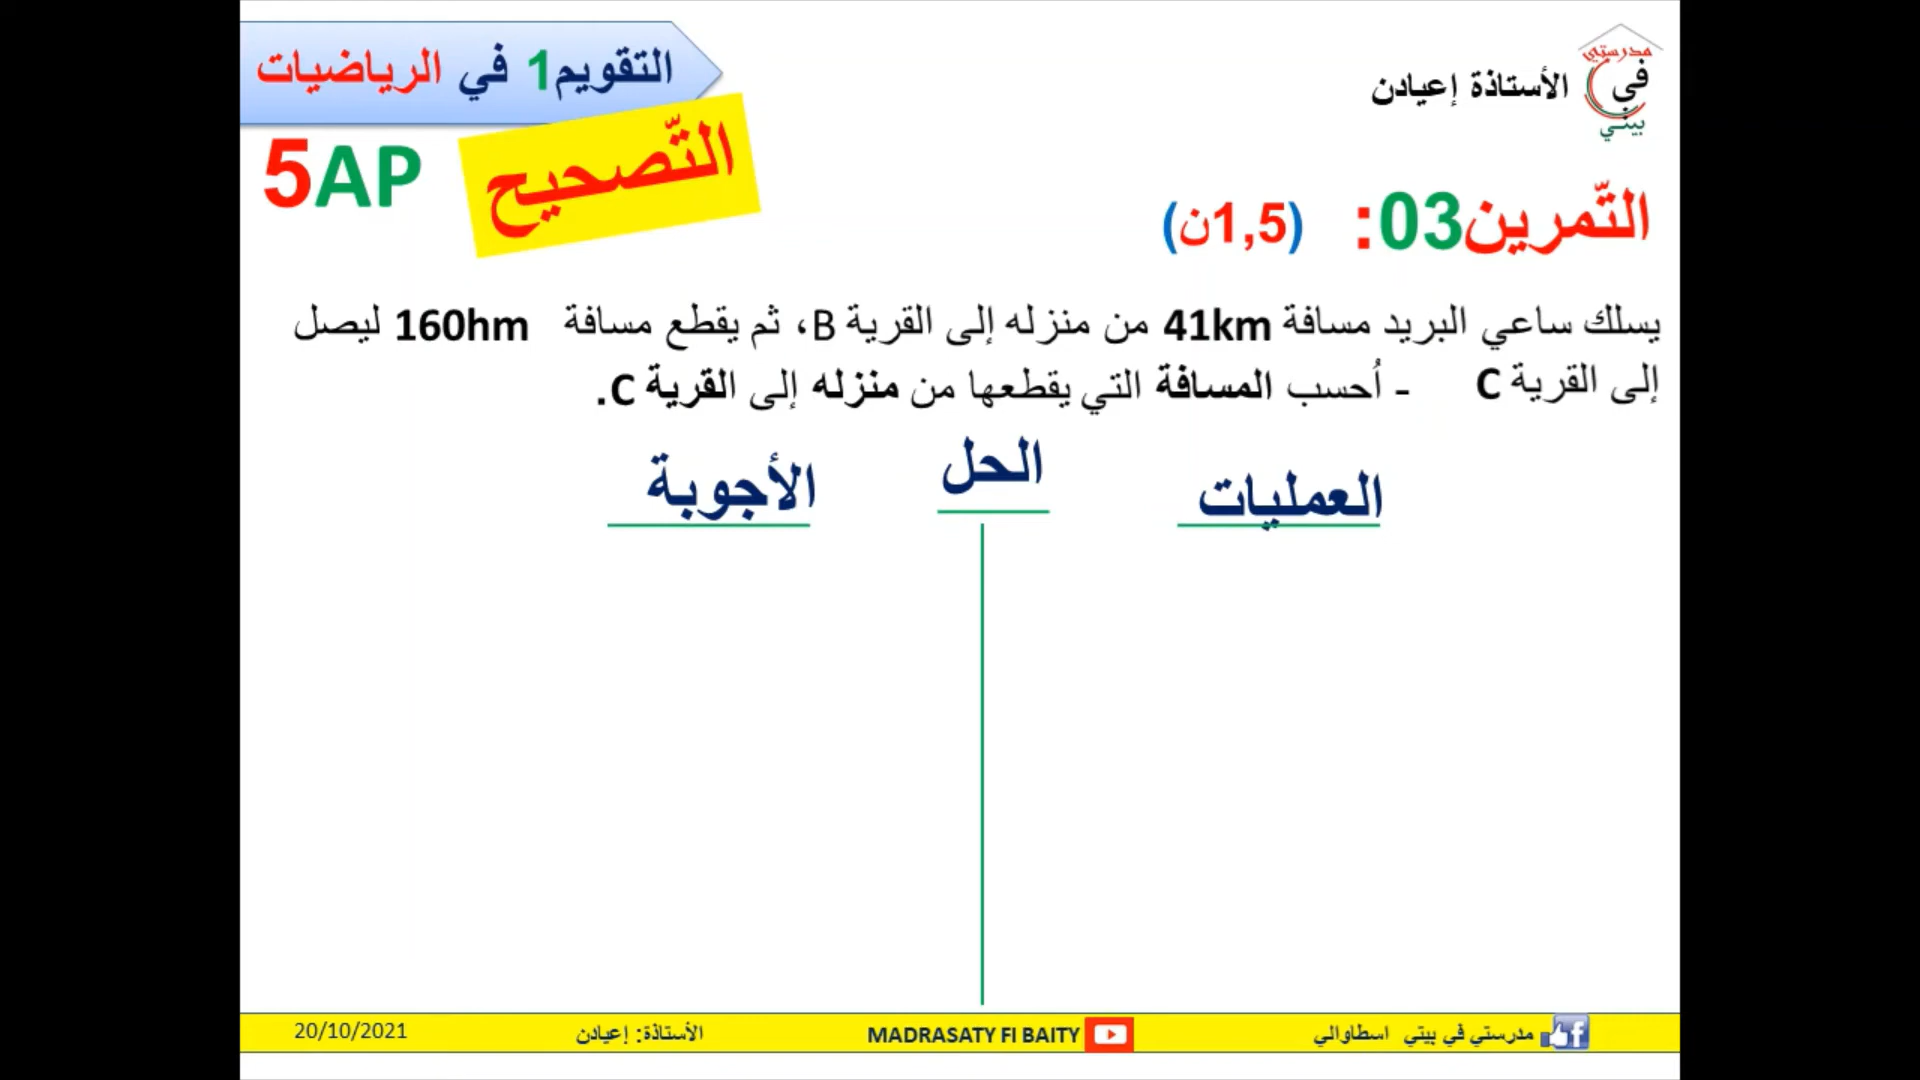 التقويم1 في الرياضيات
مدرستي
في
بيتي
الأستاذة إعيادن
التّصحيح
5AP
التّمرين03: (1,5ن)
يسلك ساعي البريد مسافة 41km من منزله إلى القرية B، ثم يقطع مسافة 160hm ليصل
إلى القرية C - أُحسب المسافة التي يقطعها من منزله إلى القرية C.
الحل
العمليات
الأجوبة
مدرستي في بيتي اسطاوالي
MADRASATY FI BAITY
الأستاذة: إعيادن
20/10/2021